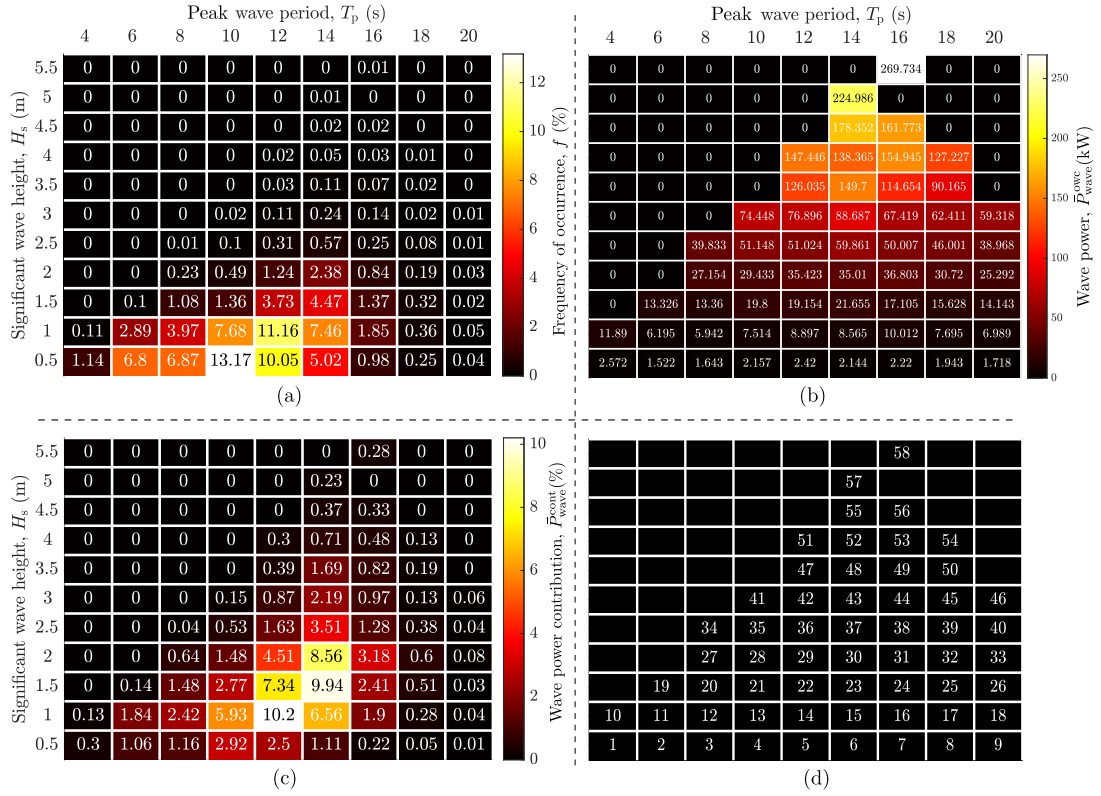 Peak wave period, Tp (s)
4 6 8 10 12 14 16 18 20
Significant wave height, Hs (m)
5.5 0 0 0 0 0 0 0.01 0 0
5 0 0 0 0 0 0.01 0 0 0
4.5 0 0 0 0 0 0.02 0.02 0 0
4 0 0 0 0 0.02 0.05 0.03 0.01 0
3.5 0 0 0 0 0.03 0.11 0.07 0.02 0
3 0 0 0 0.02 0.11 0.24 0.14 0.02 0.01
2.5 0 0 0.01 0.1 0.31 0.57 0.25 0.08 0.01
2 0 0 0.23 0.49 1.24 2.38 0.84 0.19 0.03
1.5 0 0.1 1.08 1.36 3.73 4.47 1.37 0.32 0.02
1 0.11 2.89 3.97 7.68 11.16 7.46 1.85 0.36 0.05
0.5 1.14 6.8 6.87 13.17 10.05 5.02 0.98 0.25 0.04
12
10
8
6
4
2
0
Frequency of occurrence, f (%)
(a)
Peak wave period, Tp (s)
4 6 8 10 12 14 16 18 20
0 0 0 0 0 0 269.734 0 0
0 0 0 0 0 224.986 0 0 0
0 0 0 0 0 178.352 161.773 0 0
0 0 0 0 147.446 138.365 154.945 127.227 0
0 0 0 0 126.035 149.7 114.654 90.165 0
0 0 0 74.448 76.896 88.687 67.419 62.411 59.318
0 0 39.833 51.148 51.024 59.861 50.007 46.001 38.968
0 0 27.154 29.433 35.423 35.01 36.803 30.72 25.292
0 13.326 13.36 19.8 19.154 21.655 17.105 15.628 14.143
11.89 6.195 5.942 7.514 8.897 8.565 10.012 7.695 6.989
2.572 1.522 1.643 2.157 2.42 2.144 2.22 1.943 1.718
250
200
150
100
50
0
Wave power, P̄owc wave(kW)
(b)
Significant wave height, Hs (m)
5.5 0 0 0 0 0 0 0.28 0 0
5 0 0 0 0 0 0.23 0 0 0
4.5 0 0 0 0 0 0.37 0.33 0 0
4 0 0 0 0 0.3 0.71 0.48 0.13 0
3.5 0 0 0 0 0.39 1.69 0.82 0.19 0
3 0 0 0 0.15 0.87 2.19 0.97 0.13 0.06
2.5 0 0 0.04 0.53 1.63 3.51 1.28 0.38 0.04
2 0 0 0.64 1.48 4.51 8.56 3.18 0.6 0.08
1.5 0 0.14 1.48 2.77 7.34 9.94 2.41 0.51 0.03
1 0.13 1.84 2.42 5.93 10.2 6.56 1.9 0.28 0.04
0.5 0.3 1.06 1.16 2.92 2.5 1.11 0.22 0.05 0.01
10
8
6
4
2
0
Wave power contribution, P̄cont wave(%)
(c)
58
57
55 56
51 52 53 54
47 48 49 50
41 42 43 44 45 46
34 35 36 37 38 39 40
27 28 29 30 31 32 33
19 20 21 22 23 24 25 26
10 11 12 13 14 15 16 17 18
1 2 3 4 5 6 7 8 9
(d)